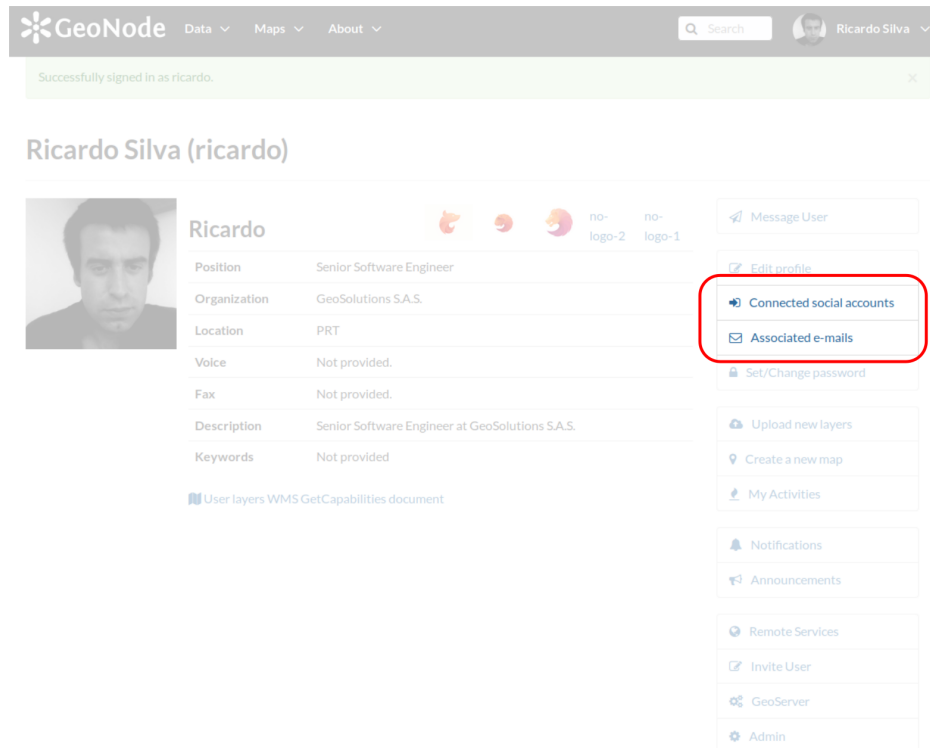 GeoNode Data Maps About Search Ricardo Silva
Successfully signed in as ricardo. ×
Ricardo Silva (ricardo)
Ricardo
no-logo-2
no-logo-1
Position Senior Software Engineer
Organization GeoSolutions S.A.S.
Location PRT
Voice Not provided.
Fax Not provided.
Description Senior Software Engineer at GeoSolutions S.A.S.
Keywords Not provided
User layers WMS GetCapabilities document
Message User
Edit profile
Connected social accounts
Associated e-mails
Set/Change password
Upload new layers
Create a new map
My Activities
Notifications
Announcements
Remote Services
Invite User
GeoServer
Admin